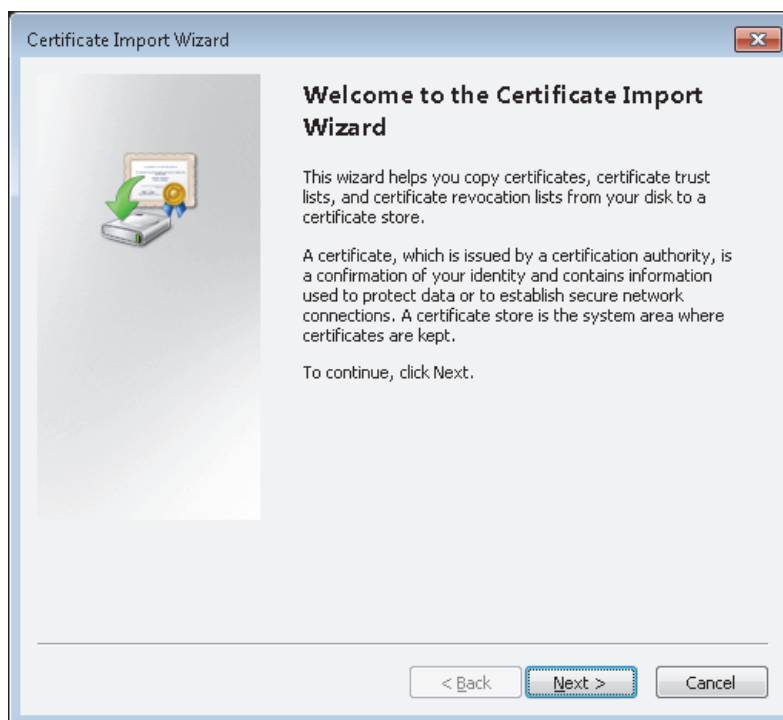 Certificate Import Wizard
Welcome to the Certificate Import
Wizard
This wizard helps you copy certificates, certificate trust
lists, and certificate revocation lists from your disk to a
certificate store.
A certificate, which is issued by a certification authority, is
a confirmation of your identity and contains information
used to protect data or to establish secure network
connections. A certificate store is the system area where
certificates are kept.
To continue, click Next.
< Back Next > Cancel